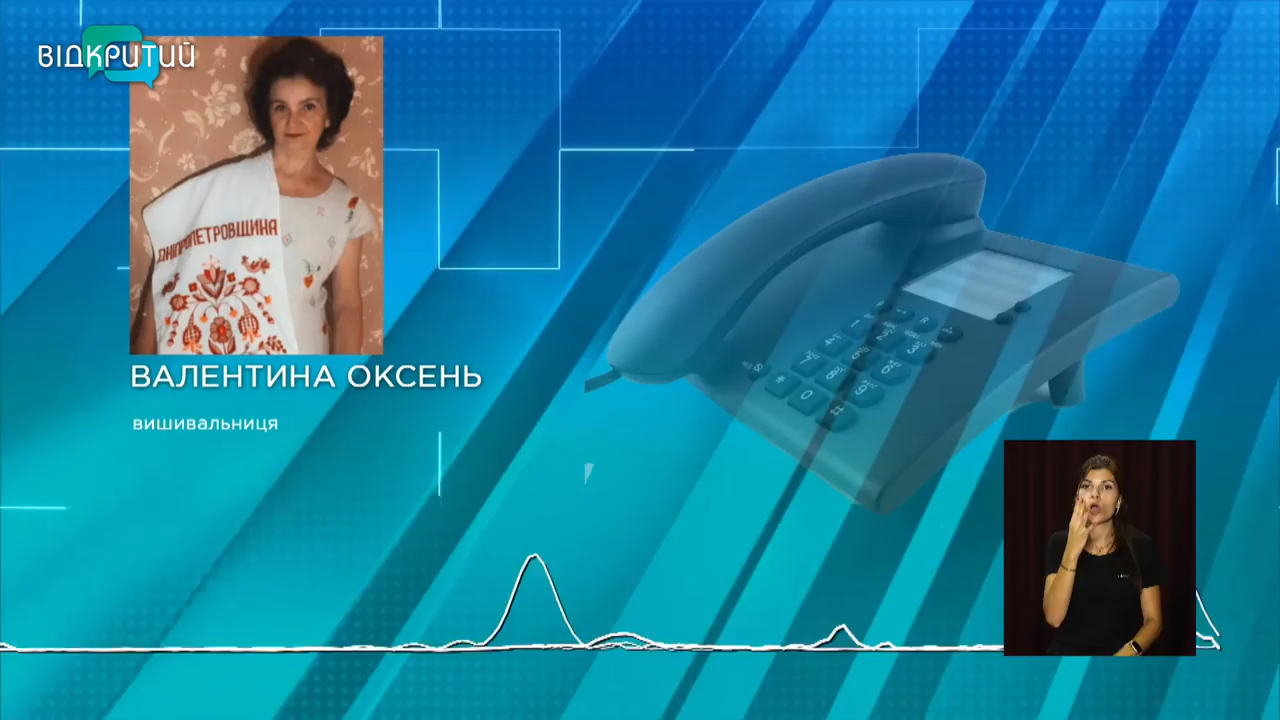 ВІДКРИТИЙ
ДНІПРОПЕТРОВЩИНА
ВАЛЕНТИНА ОКСЕНЬ
вишивальниця